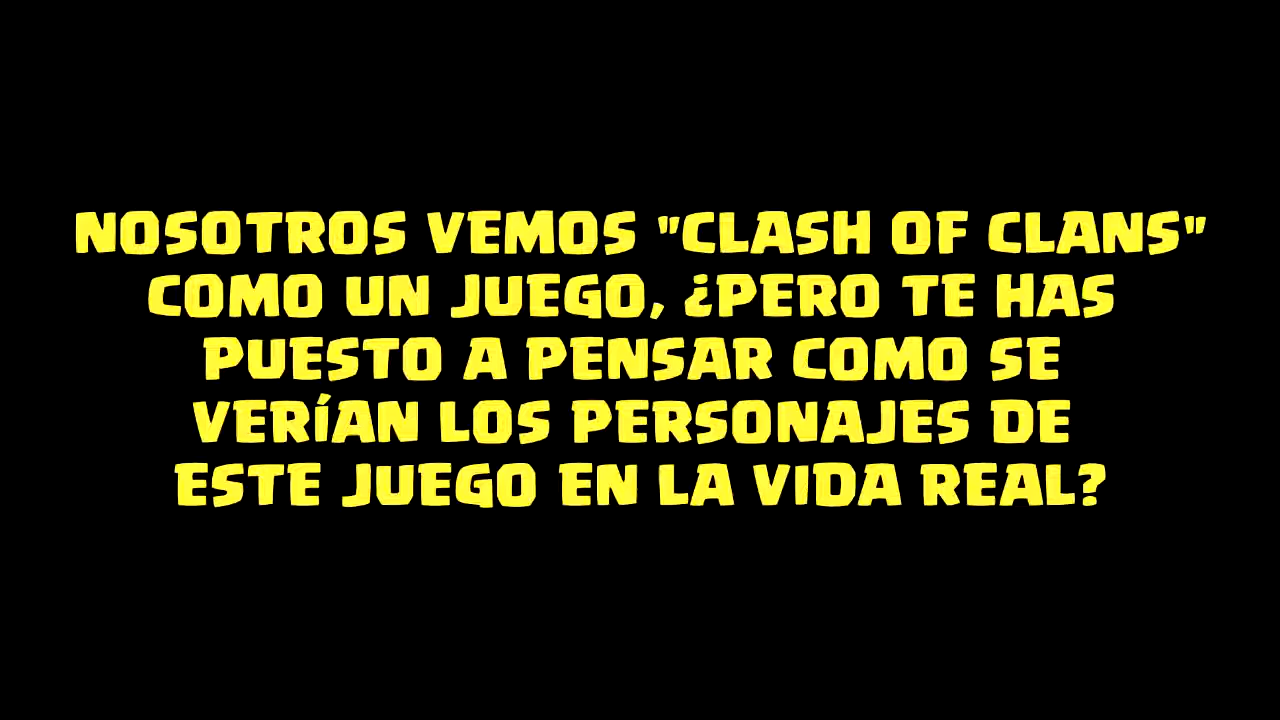 NOSOTROS VEMOS "CLASH OF CLANS"
COMO UN JUEGO, ¿PERO TE HAS
PUESTO A PENSAR COMO SE
VERÍAN LOS PERSONAJES DE
ESTE JUEGO EN LA VIDA REAL?